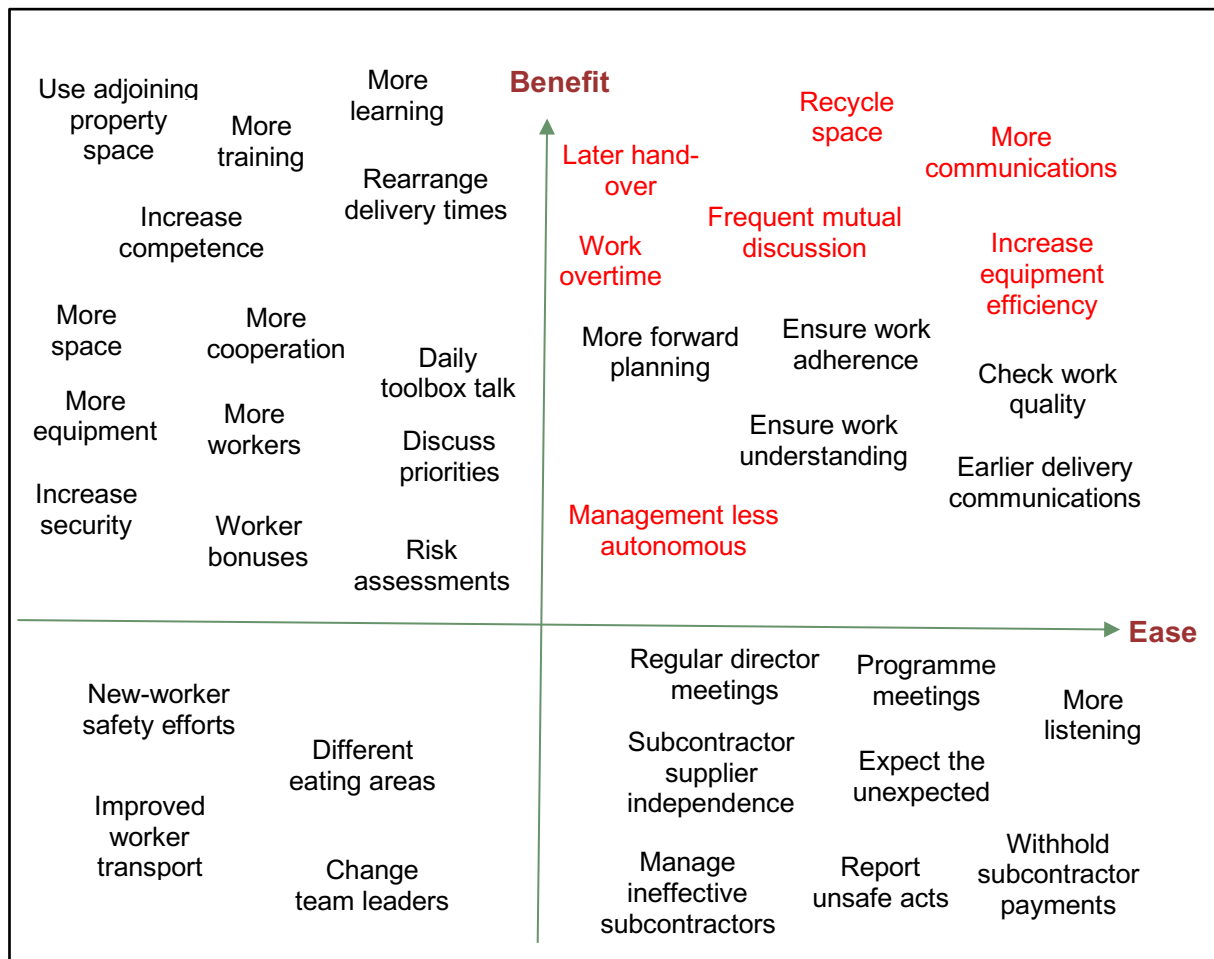 Benefit
Use adjoining
property
space
More
training
More
learning
Rearrange
delivery times
Increase
competence
More
space
More
cooperation
Daily
toolbox talk
More
equipment
More
workers
Discuss
priorities
Increase
security
Worker
bonuses
Risk
assessments
Later hand-
over
Recycle
space
More
communications
Work
overtime
Frequent mutual
discussion
Increase
equipment
efficiency
More forward
planning
Ensure work
adherence
Check work
quality
Ensure work
understanding
Earlier delivery
communications
Management less
autonomous
Ease
New-worker
safety efforts
Different
eating areas
Improved
worker
transport
Change
team leaders
Regular director
meetings
Programme
meetings
More
listening
Subcontractor
supplier
independence
Expect the
unexpected
Manage
ineffective
subcontractors
Report
unsafe acts
Withhold
subcontractor
payments